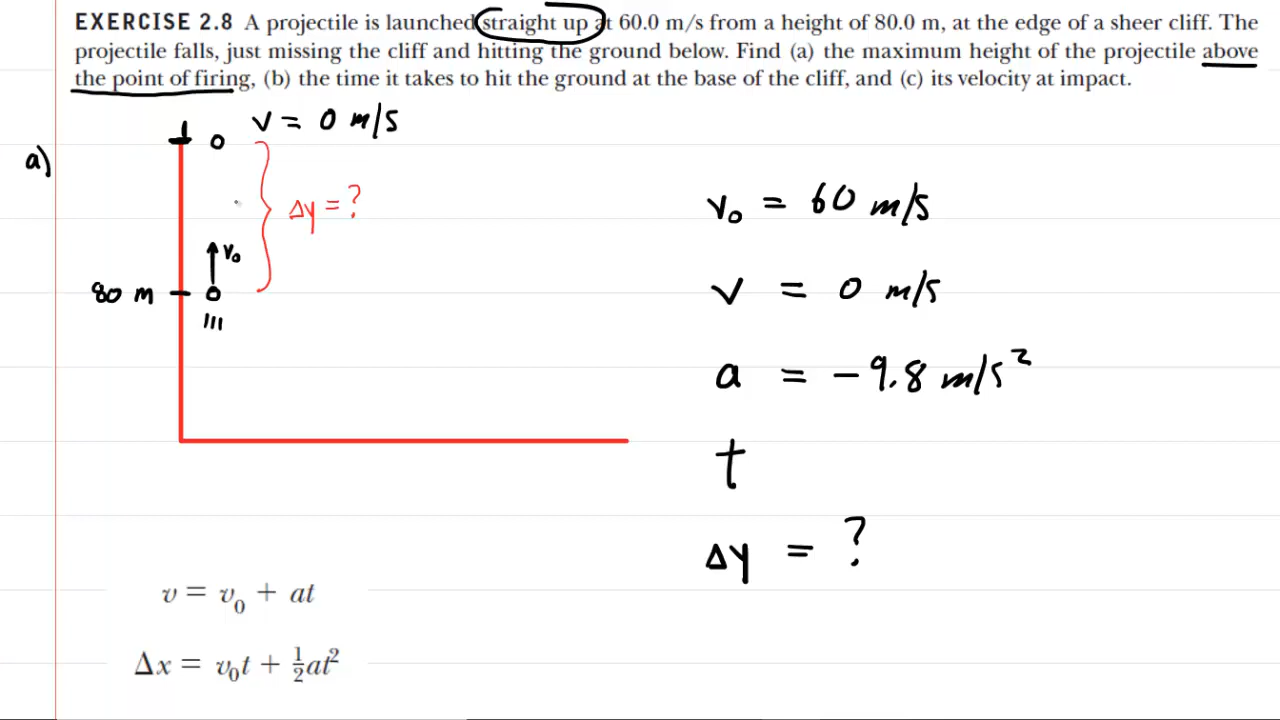 EXERCISE 2.8 A projectile is launched straight up at 60.0 m/s from a height of 80.0 m, at the edge of a sheer cliff. The
projectile falls, just missing the cliff and hitting the ground below. Find (a) the maximum height of the projectile above
the point of firing, (b) the time it takes to hit the ground at the base of the cliff, and (c) its velocity at impact.
v = 0 m/s
a)
Δy = ?
v₀
80 m
v₀ = 60 m/s
v = 0 m/s
a = -9.8 m/s²
t
Δy = ?
v = v₀ + at
Δx = v₀t + ½at²